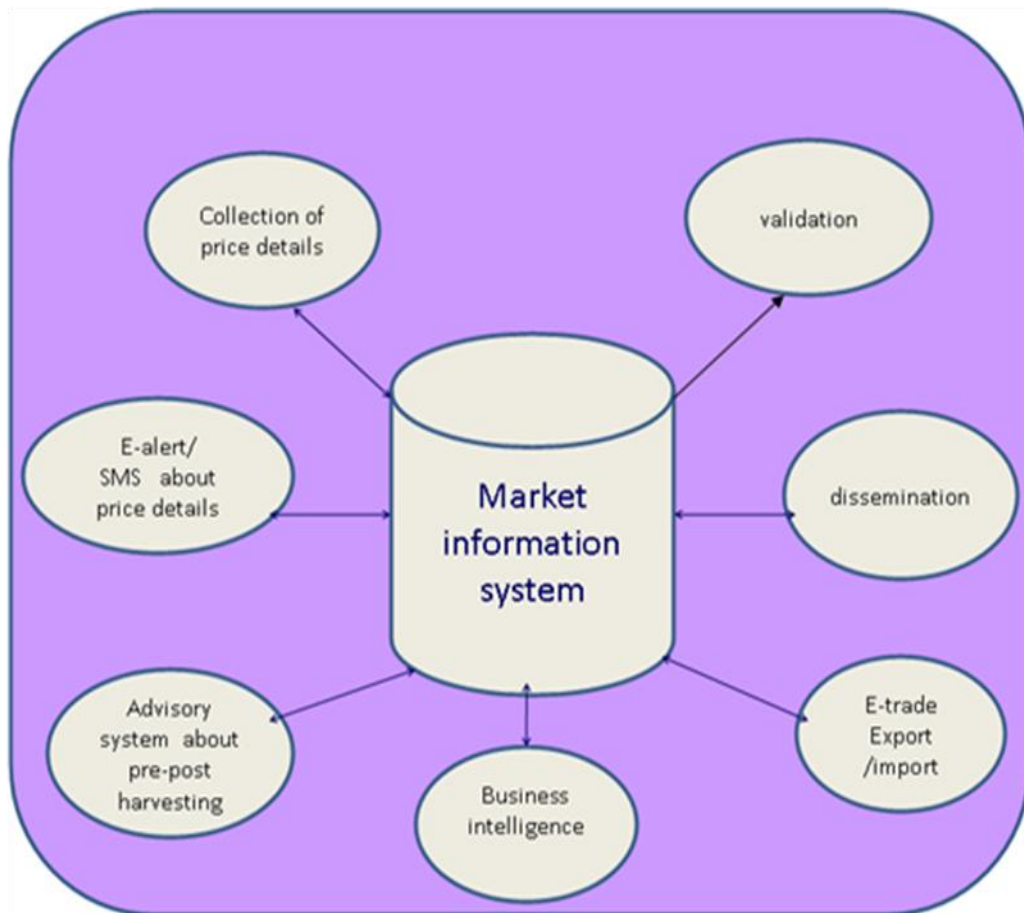 Collection of
price details
validation
E-alert/
SMS about
price details
Market
information
system
dissemination
Advisory
system about
pre-post
harvesting
Business
intelligence
E-trade
Export
/import